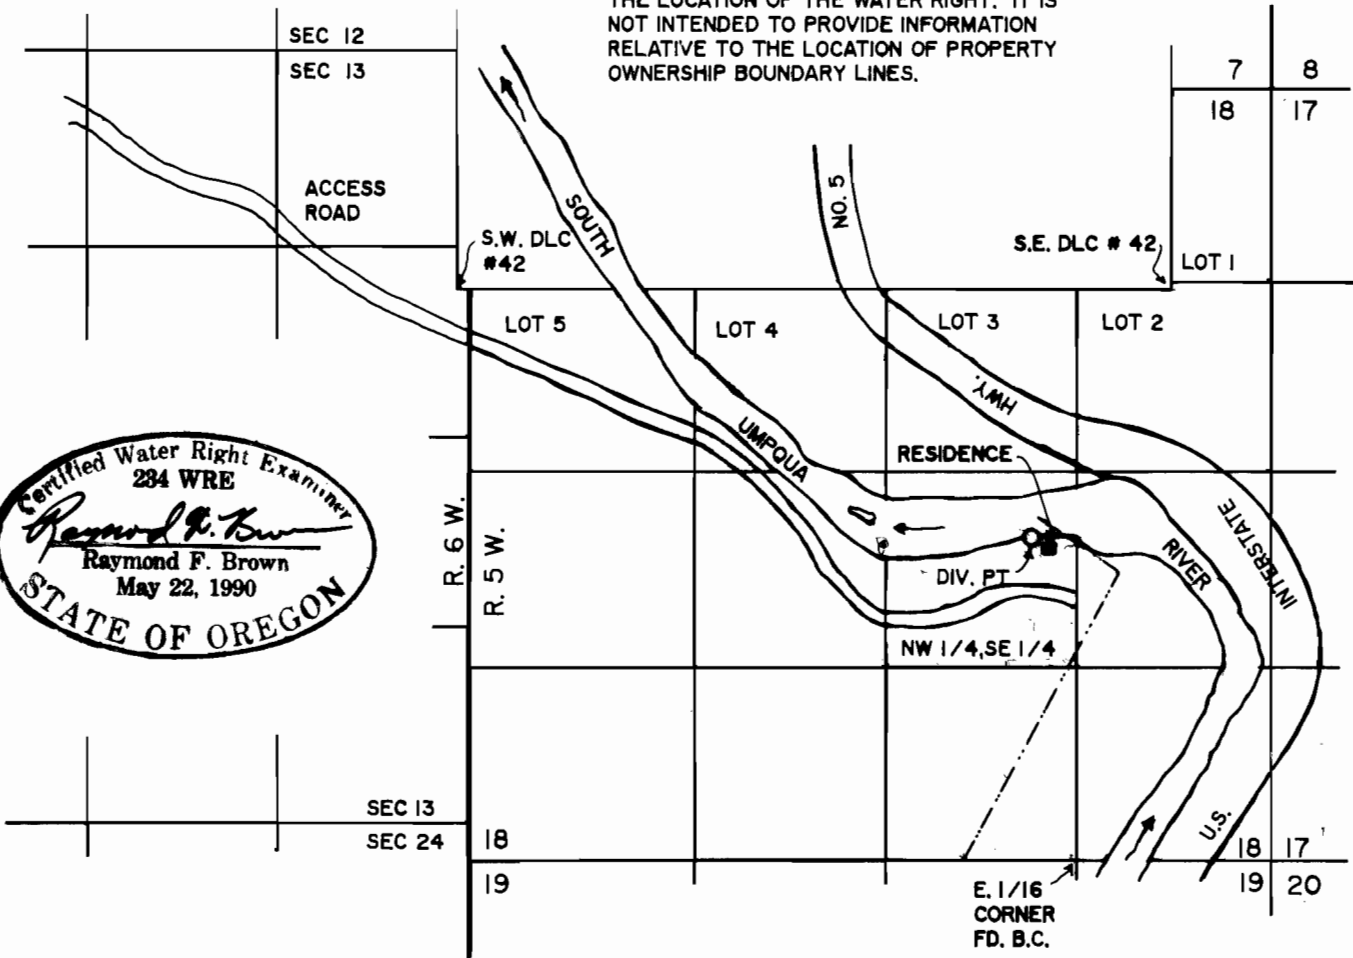 THE LOCATION OF THE WATER RIGHT. IT IS
NOT INTENDED TO PROVIDE INFORMATION
RELATIVE TO THE LOCATION OF PROPERTY
OWNERSHIP BOUNDARY LINES.
SEC 12
SEC 13
7 8
18 17
ACCESS
ROAD
SOUTH
NO. 5
S.W. DLC
#42
S.E. DLC # 42
LOT 1
LOT 5
LOT 4
LOT 3
LOT 2
HWY.
UMPQUA
RESIDENCE
INTERSTATE
RIVER
DIV. PT
R. 6 W.
R. 5 W.
NW 1/4, SE 1/4
Certified Water Right Examiner
234 WRE
Raymond F. Brown
Raymond F. Brown
May 22, 1990
STATE OF OREGON
SEC 13
SEC 24
18
19
U.S.
18 17
19 20
E. 1/16
CORNER
FD. B.C.